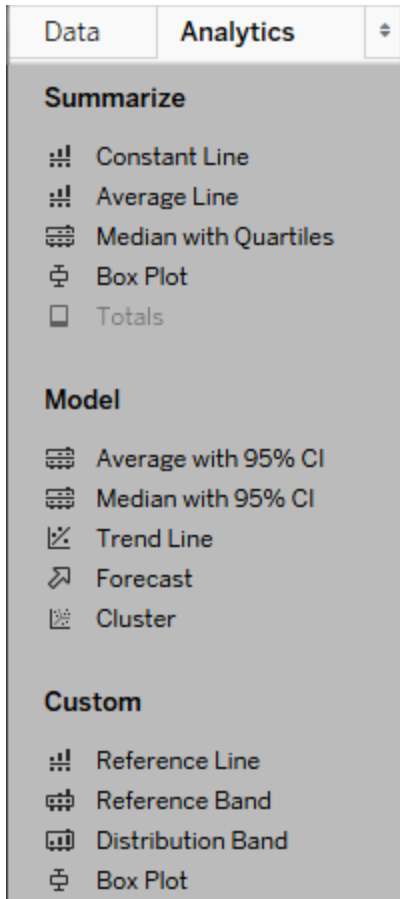 Data Analytics
Summarize
Constant Line
Average Line
Median with Quartiles
Box Plot
Totals
Model
Average with 95% CI
Median with 95% CI
Trend Line
Forecast
Cluster
Custom
Reference Line
Reference Band
Distribution Band
Box Plot